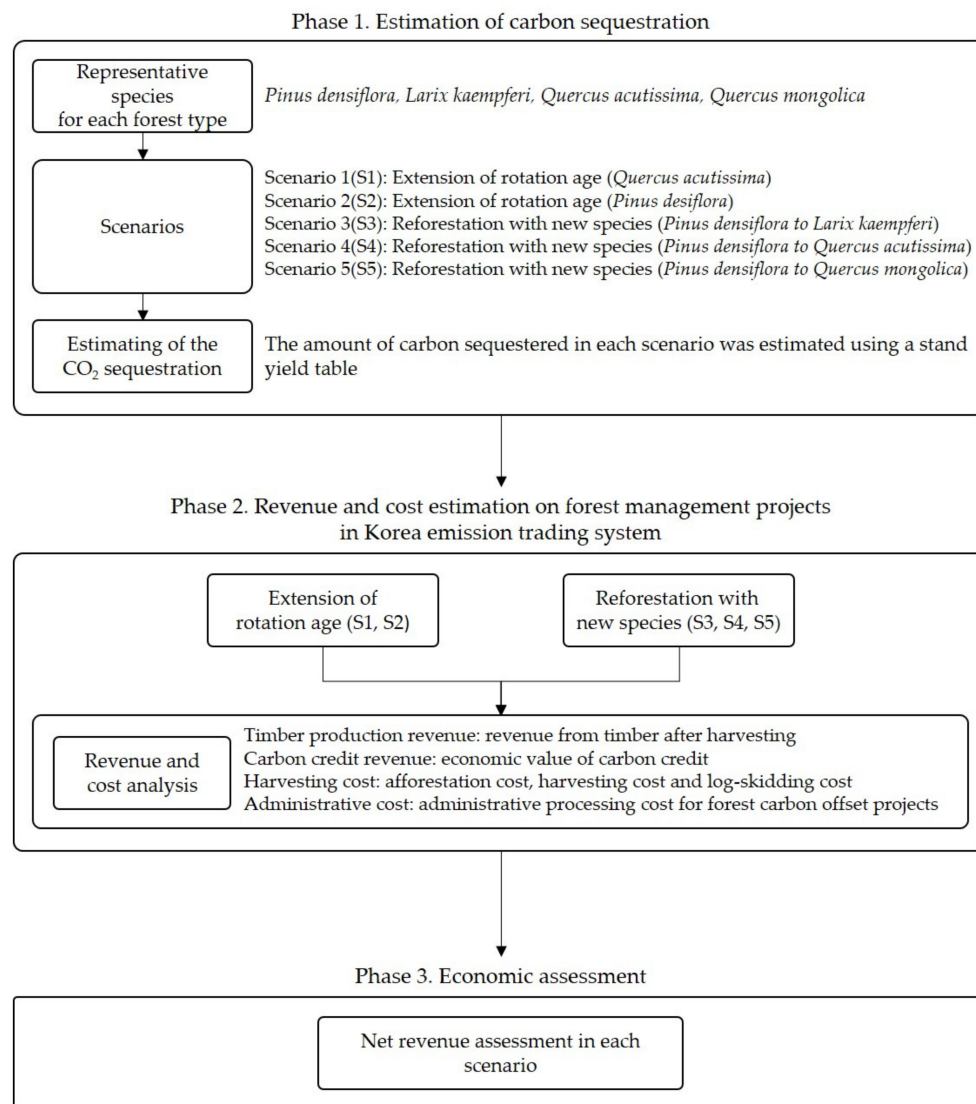 Phase 1. Estimation of carbon sequestration
Representative
species
for each forest type
Pinus densiflora, Larix kaempferi, Quercus acutissima, Quercus mongolica
Scenarios
Scenario 1(S1): Extension of rotation age (Quercus acutissima)
Scenario 2(S2): Extension of rotation age (Pinus desiflora)
Scenario 3(S3): Reforestation with new species (Pinus densiflora to Larix kaempferi)
Scenario 4(S4): Reforestation with new species (Pinus densiflora to Quercus acutissima)
Scenario 5(S5): Reforestation with new species (Pinus densiflora to Quercus mongolica)
Estimating of the
CO₂ sequestration
The amount of carbon sequestered in each scenario was estimated using a stand
yield table
Phase 2. Revenue and cost estimation on forest management projects
in Korea emission trading system
Extension of
rotation age (S1, S2)
Reforestation with
new species (S3, S4, S5)
Revenue and
cost analysis
Timber production revenue: revenue from timber after harvesting
Carbon credit revenue: economic value of carbon credit
Harvesting cost: afforestation cost, harvesting cost and log-skidding cost
Administrative cost: administrative processing cost for forest carbon offset projects
Phase 3. Economic assessment
Net revenue assessment in each
scenario